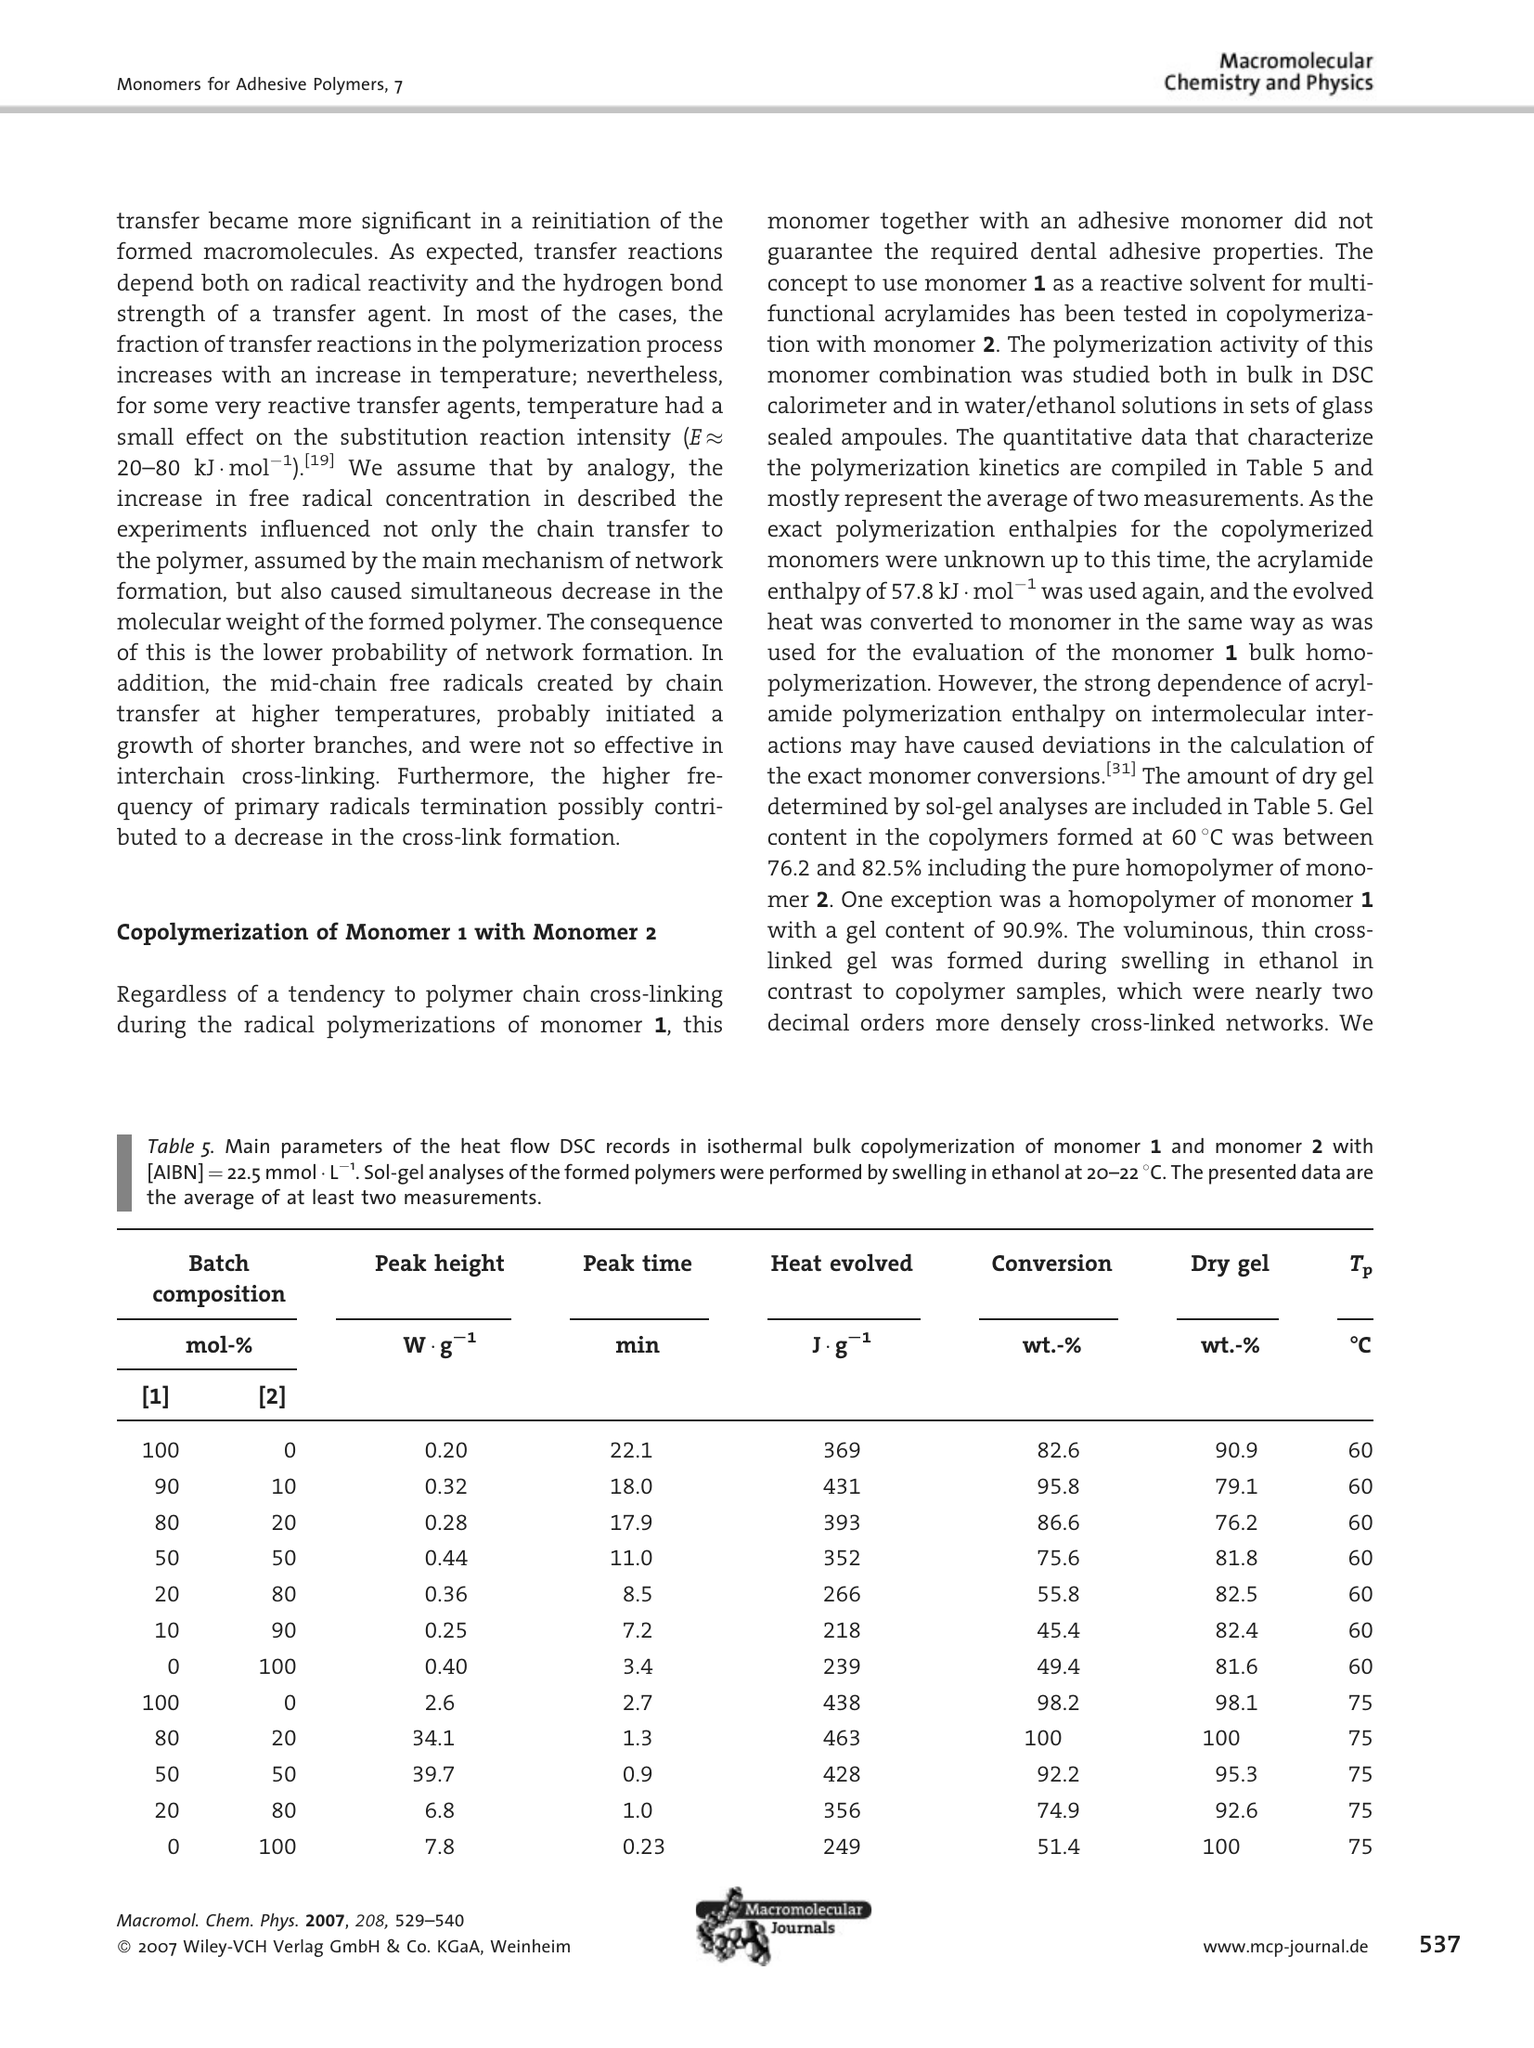 Monomers for Adhesive Polymers, 7
Macromolecular
Chemistry and Physics
transfer became more significant in a reinitiation of the
formed macromolecules. As expected, transfer reactions
depend both on radical reactivity and the hydrogen bond
strength of a transfer agent. In most of the cases, the
fraction of transfer reactions in the polymerization process
increases with an increase in temperature; nevertheless,
for some very reactive transfer agents, temperature had a
small effect on the substitution reaction intensity (E≈
20–80 kJ·mol⁻¹).[19] We assume that by analogy, the
increase in free radical concentration in described the
experiments influenced not only the chain transfer to
the polymer, assumed by the main mechanism of network
formation, but also caused simultaneous decrease in the
molecular weight of the formed polymer. The consequence
of this is the lower probability of network formation. In
addition, the mid-chain free radicals created by chain
transfer at higher temperatures, probably initiated a
growth of shorter branches, and were not so effective in
interchain cross-linking. Furthermore, the higher fre-
quency of primary radicals termination possibly contri-
buted to a decrease in the cross-link formation.
Copolymerization of Monomer 1 with Monomer 2
Regardless of a tendency to polymer chain cross-linking
during the radical polymerizations of monomer 1, this
monomer together with an adhesive monomer did not
guarantee the required dental adhesive properties. The
concept to use monomer 1 as a reactive solvent for multi-
functional acrylamides has been tested in copolymeriza-
tion with monomer 2. The polymerization activity of this
monomer combination was studied both in bulk in DSC
calorimeter and in water/ethanol solutions in sets of glass
sealed ampoules. The quantitative data that characterize
the polymerization kinetics are compiled in Table 5 and
mostly represent the average of two measurements. As the
exact polymerization enthalpies for the copolymerized
monomers were unknown up to this time, the acrylamide
enthalpy of 57.8 kJ·mol⁻¹ was used again, and the evolved
heat was converted to monomer in the same way as was
used for the evaluation of the monomer 1 bulk homo-
polymerization. However, the strong dependence of acryl-
amide polymerization enthalpy on intermolecular inter-
actions may have caused deviations in the calculation of
the exact monomer conversions.[31] The amount of dry gel
determined by sol-gel analyses are included in Table 5. Gel
content in the copolymers formed at 60 °C was between
76.2 and 82.5% including the pure homopolymer of mono-
mer 2. One exception was a homopolymer of monomer 1
with a gel content of 90.9%. The voluminous, thin cross-
linked gel was formed during swelling in ethanol in
contrast to copolymer samples, which were nearly two
decimal orders more densely cross-linked networks. We
Table 5. Main parameters of the heat flow DSC records in isothermal bulk copolymerization of monomer 1 and monomer 2 with
[AIBN] = 22.5 mmol·L⁻¹. Sol-gel analyses of the formed polymers were performed by swelling in ethanol at 20–22 °C. The presented data are
the average of at least two measurements.
Batch Peak height Peak time Heat evolved Conversion Dry gel Tp
composition
mol-% W·g⁻¹ min J·g⁻¹ wt.-% wt.-% °C
[1] [2]
100 0 0.20 22.1 369 82.6 90.9 60
90 10 0.32 18.0 431 95.8 79.1 60
80 20 0.28 17.9 393 86.6 76.2 60
50 50 0.44 11.0 352 75.6 81.8 60
20 80 0.36 8.5 266 55.8 82.5 60
10 90 0.25 7.2 218 45.4 82.4 60
0 100 0.40 3.4 239 49.4 81.6 60
100 0 2.6 2.7 438 98.2 98.1 75
80 20 34.1 1.3 463 100 100 75
50 50 39.7 0.9 428 92.2 95.3 75
20 80 6.8 1.0 356 74.9 92.6 75
0 100 7.8 0.23 249 51.4 100 75
Macromol. Chem. Phys. 2007, 208, 529–540
© 2007 Wiley-VCH Verlag GmbH & Co. KGaA, Weinheim
Macromolecular
Journals
www.mcp-journal.de 537